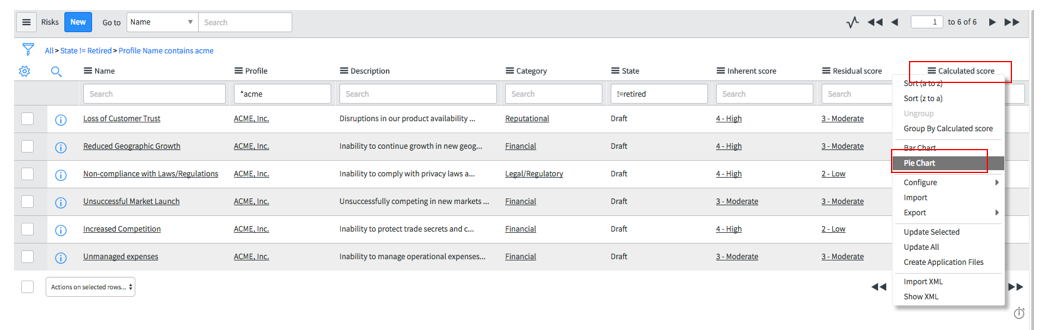 Risks New Go to Name Search 1 to 6 of 6
All > State != Retired > Profile Name contains acme
Name Profile Description Category State Inherent score Residual score Calculated score
Search *acme Search Search !=retired Search Search
Loss of Customer Trust ACME, Inc. Disruptions in our product availability ... Reputational Draft 4 - High 3 - Moderate
Reduced Geographic Growth ACME, Inc. Inability to continue growth in new geog... Financial Draft 4 - High 3 - Moderate
Non-compliance with Laws/Regulations ACME, Inc. Inability to comply with privacy laws a... Legal/Regulatory Draft 4 - High 2 - Low
Unsuccessful Market Launch ACME, Inc. Unsuccessfully competing in new markets ... Financial Draft 3 - Moderate 3 - Moderate
Increased Competition ACME, Inc. Inability to protect trade secrets and c... Financial Draft 4 - High 2 - Low
Unmanaged expenses ACME, Inc. Inability to manage operational expenses... Financial Draft 3 - Moderate 3 - Moderate
Actions on selected rows...
Sort (a to z)
Sort (z to a)
Ungroup
Group By Calculated score
Bar Chart
Pie Chart
Configure
Import
Export
Update Selected
Update All
Create Application Files
Import XML
Show XML